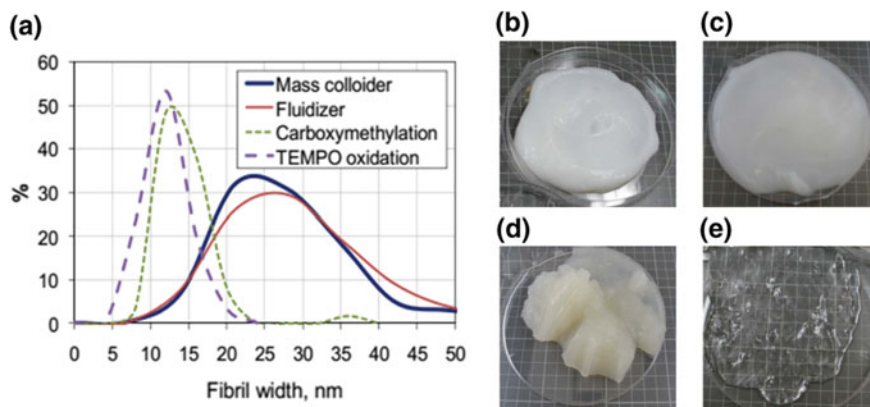 (a)
60
50
40
30
20
10
0
%
Mass colloider
Fluidizer
Carboxymethylation
TEMPO oxidation
0 5 10 15 20 25 30 35 40 45 50
Fibril width, nm
(b)
(c)
(d)
(e)